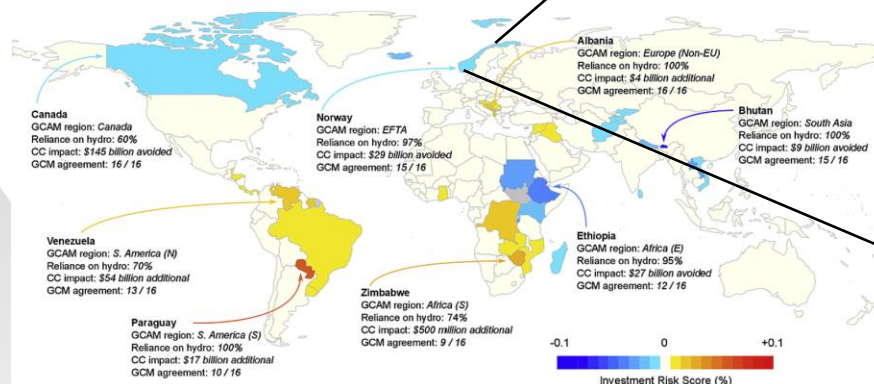 Albania
GCAM region: Europe (Non-EU)
Reliance on hydro: 100%
CC impact: $4 billion additional
GCM agreement: 16 / 16
Canada
GCAM region: Canada
Reliance on hydro: 60%
CC impact: $145 billion avoided
GCM agreement: 16 / 16
Norway
GCAM region: EFTA
Reliance on hydro: 97%
CC impact: $29 billion avoided
GCM agreement: 15 / 16
Bhutan
GCAM region: South Asia
Reliance on hydro: 100%
CC impact: $9 billion avoided
GCM agreement: 15 / 16
Venezuela
GCAM region: S. America (N)
Reliance on hydro: 70%
CC impact: $54 billion additional
GCM agreement: 13 / 16
Ethiopia
GCAM region: Africa (E)
Reliance on hydro: 95%
CC impact: $27 billion avoided
GCM agreement: 12 / 16
Zimbabwe
GCAM region: Africa (S)
Reliance on hydro: 74%
CC impact: $500 million additional
GCM agreement: 9 / 16
Paraguay
GCAM region: S. America (S)
Reliance on hydro: 100%
CC impact: $17 billion additional
GCM agreement: 10 / 16
-0.1 0 +0.1
Investment Risk Score (%)